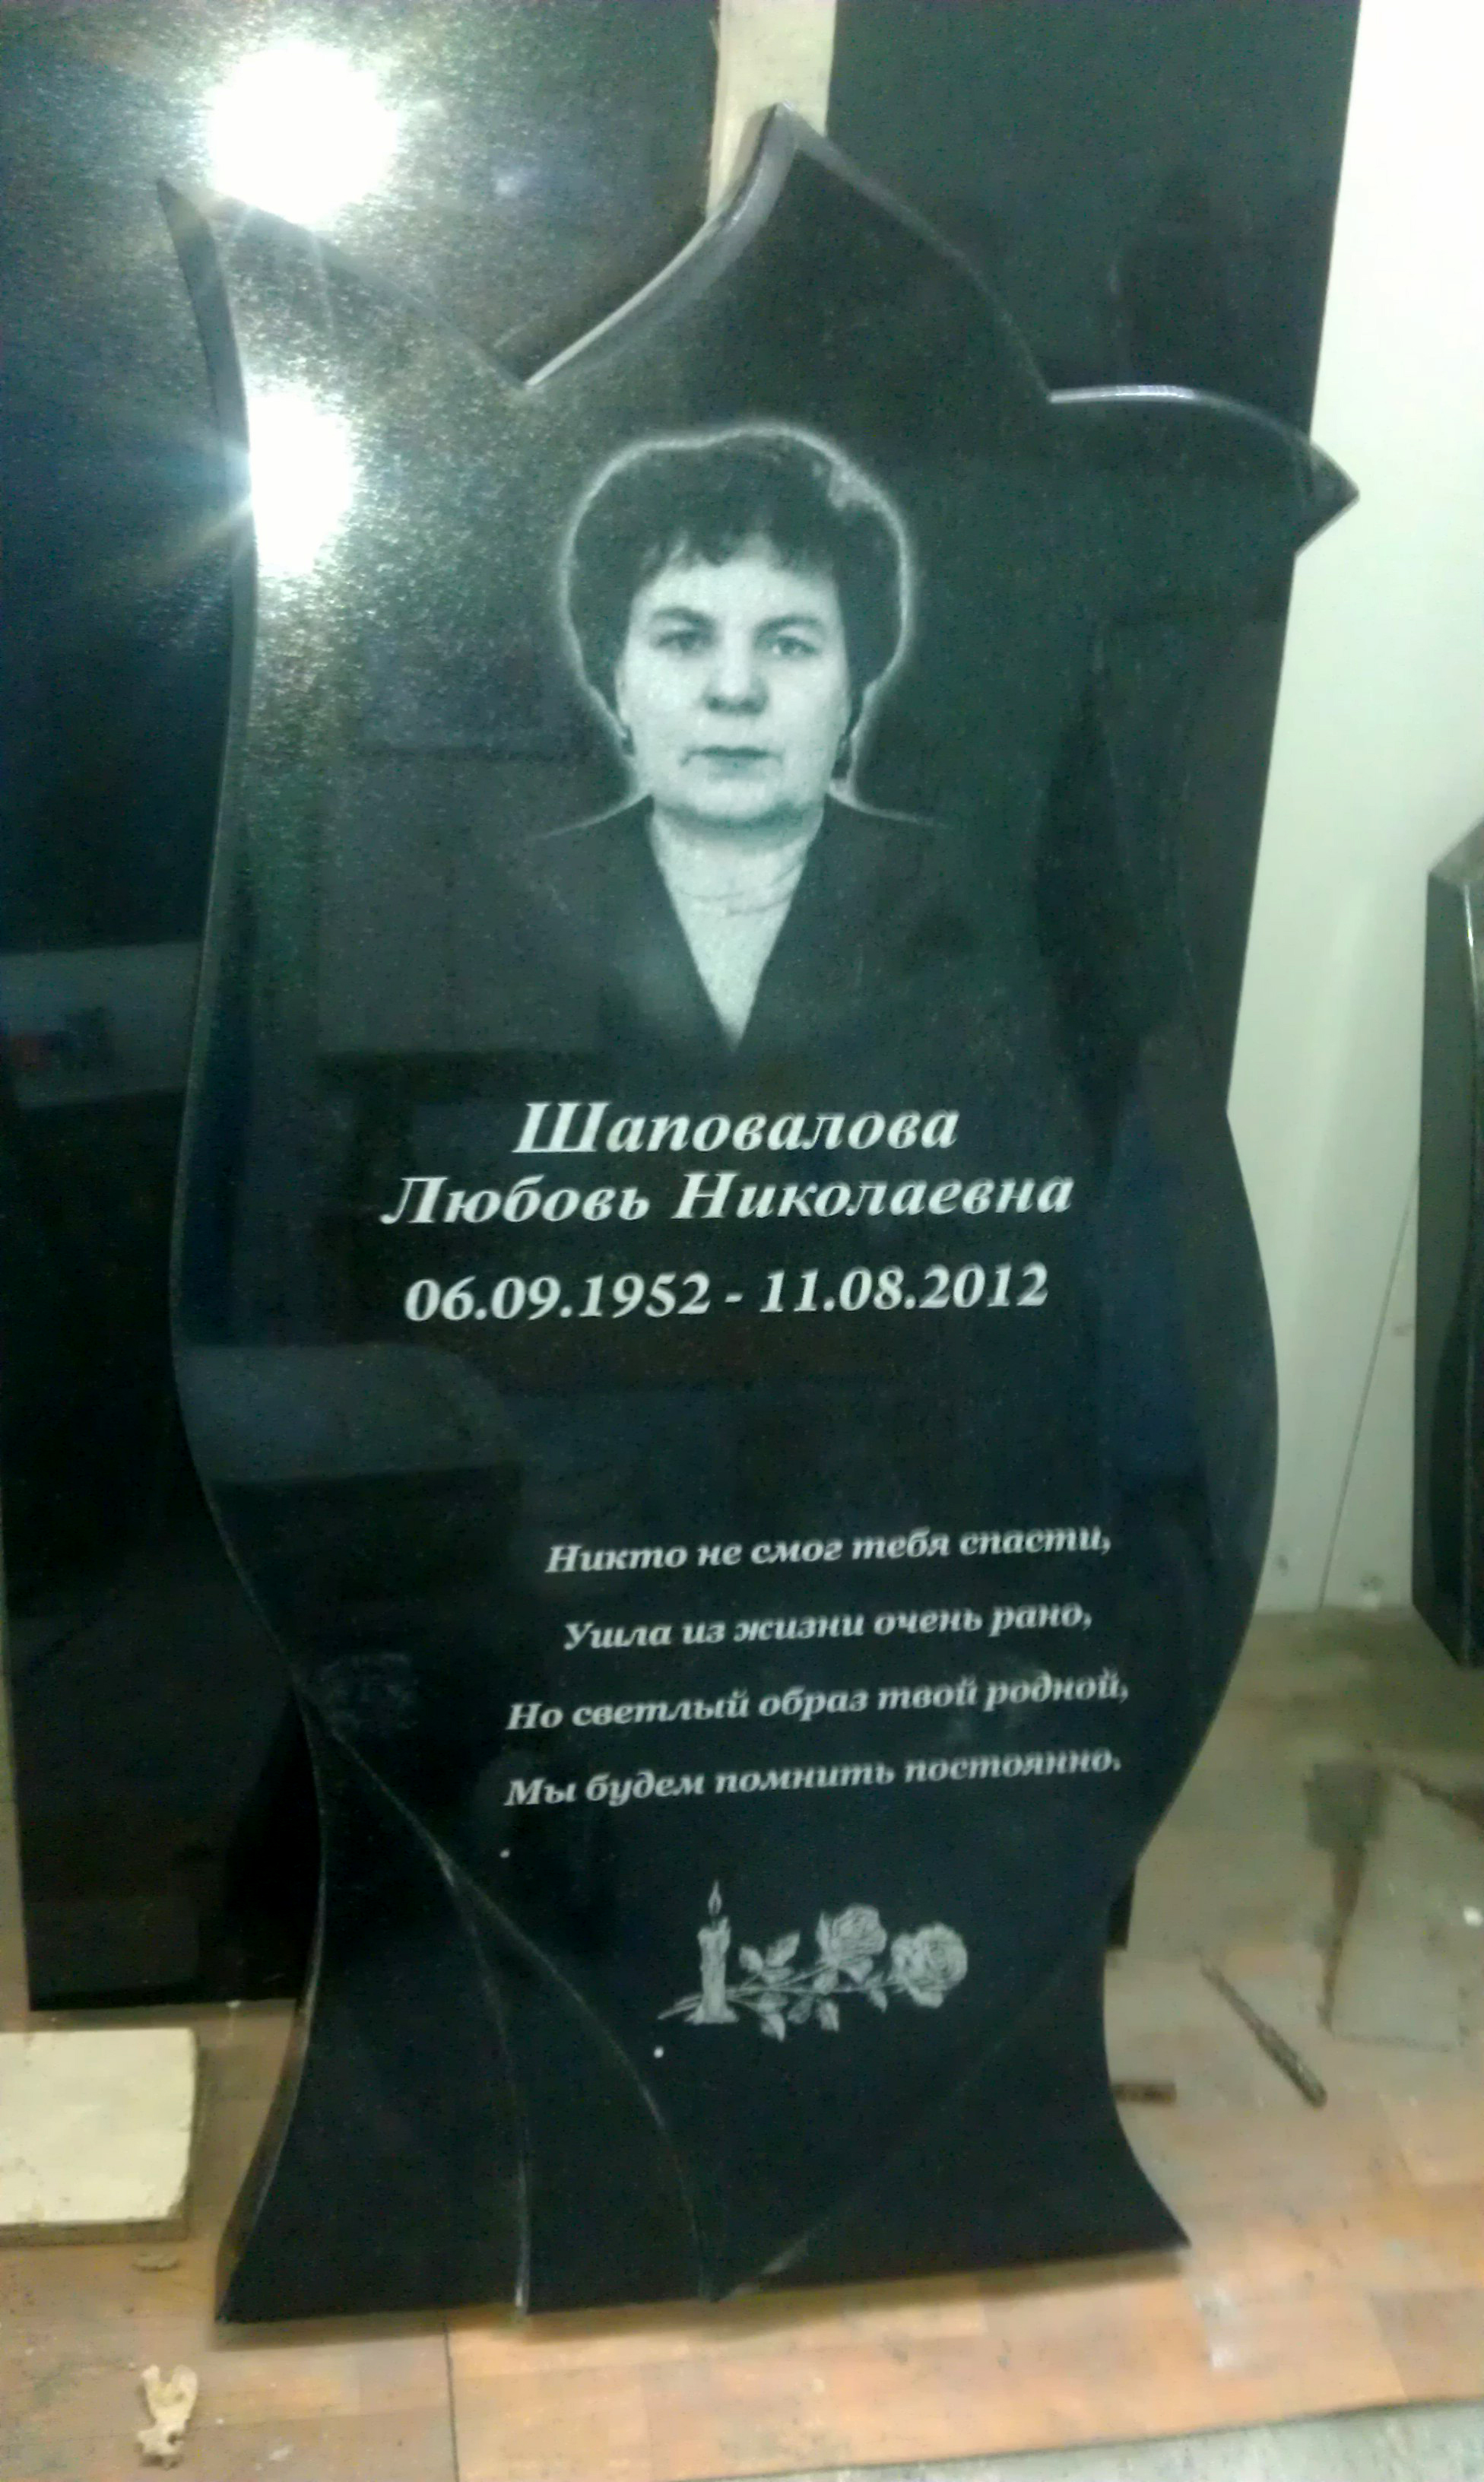 Шаповалова
Любовь Николаевна
06.09.1952 - 11.08.2012
Никто не смог тебя спасти,
Ушла из жизни очень рано,
Но светлый образ твой родной,
Мы будем помнить постоянно.